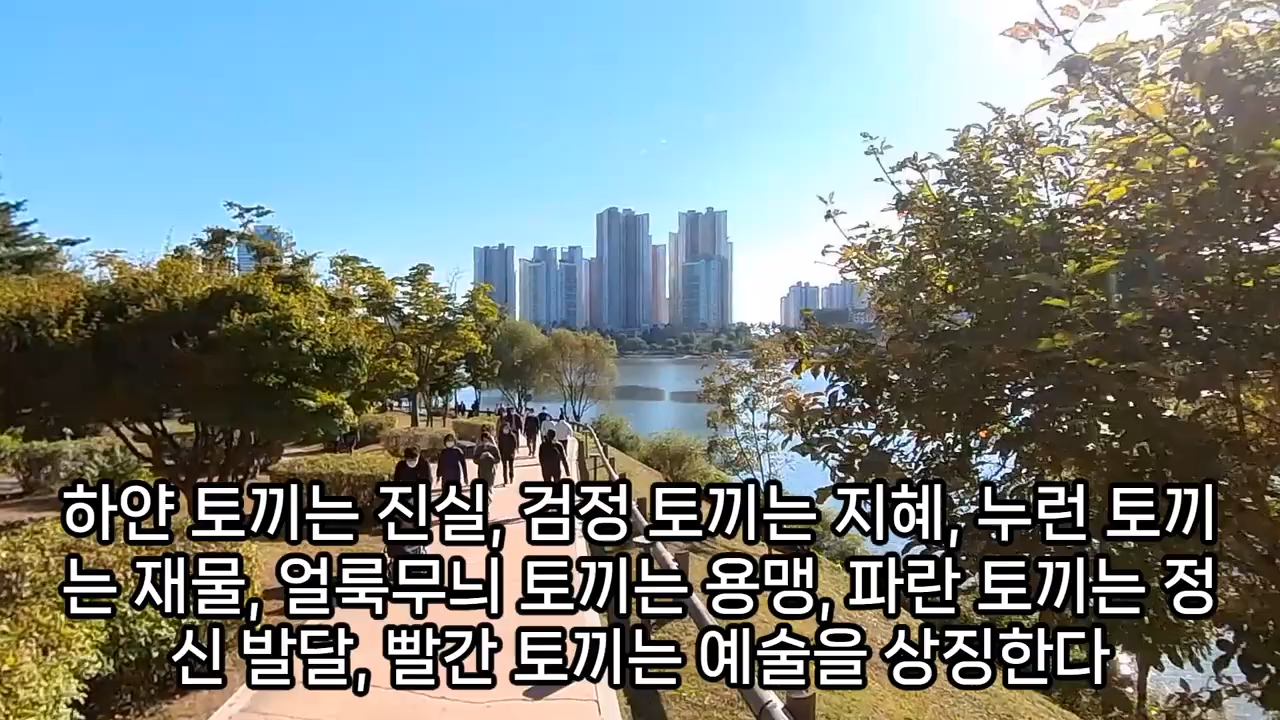 하얀 토끼는 진실, 검정 토끼는 지혜, 누런 토끼
는 재물, 얼룩무늬 토끼는 용맹, 파란 토끼는 정
신 발달, 빨간 토끼는 예술을 상징한다